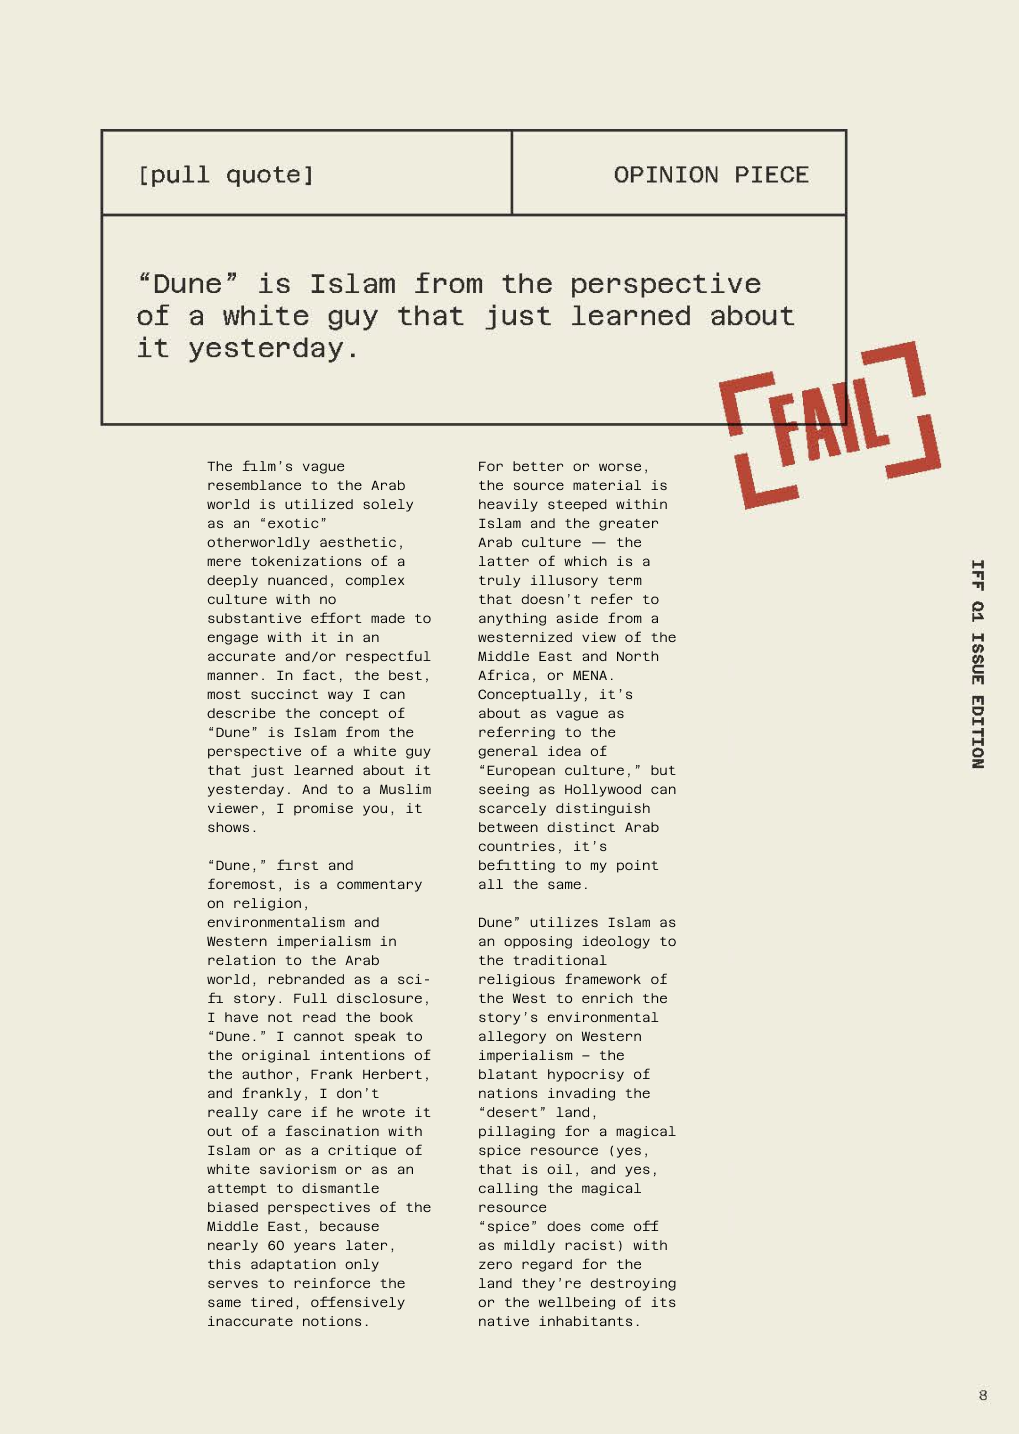 [pull quote]
OPINION PIECE
“Dune” is Islam from the perspective
of a white guy that just learned about
it yesterday.
FAIL
The film’s vague
resemblance to the Arab
world is utilized solely
as an “exotic”
otherworldly aesthetic,
mere tokenizations of a
deeply nuanced, complex
culture with no
substantive effort made to
engage with it in an
accurate and/or respectful
manner. In fact, the best,
most succinct way I can
describe the concept of
“Dune” is Islam from the
perspective of a white guy
that just learned about it
yesterday. And to a Muslim
viewer, I promise you, it
shows.
“Dune,” first and
foremost, is a commentary
on religion,
environmentalism and
Western imperialism in
relation to the Arab
world, rebranded as a sci-
fi story. Full disclosure,
I have not read the book
“Dune.” I cannot speak to
the original intentions of
the author, Frank Herbert,
and frankly, I don’t
really care if he wrote it
out of a fascination with
Islam or as a critique of
white saviorism or as an
attempt to dismantle
biased perspectives of the
Middle East, because
nearly 60 years later,
this adaptation only
serves to reinforce the
same tired, offensively
inaccurate notions.
For better or worse,
the source material is
heavily steeped within
Islam and the greater
Arab culture — the
latter of which is a
truly illusory term
that doesn’t refer to
anything aside from a
westernized view of the
Middle East and North
Africa, or MENA.
Conceptually, it’s
about as vague as
referring to the
general idea of
“European culture,” but
seeing as Hollywood can
scarcely distinguish
between distinct Arab
countries, it’s
befitting to my point
all the same.
Dune” utilizes Islam as
an opposing ideology to
the traditional
religious framework of
the West to enrich the
story’s environmental
allegory on Western
imperialism – the
blatant hypocrisy of
nations invading the
“desert” land,
pillaging for a magical
spice resource (yes,
that is oil, and yes,
calling the magical
resource
“spice” does come off
as mildly racist) with
zero regard for the
land they’re destroying
or the wellbeing of its
native inhabitants.
IFF Q1 ISSUE EDITION
8